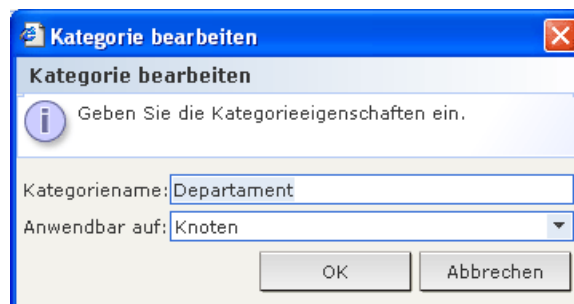 Kategorie bearbeiten
Kategorie bearbeiten
Geben Sie die Kategorieeigenschaften ein.
Kategoriename: Departament
Anwendbar auf: Knoten
OK Abbrechen